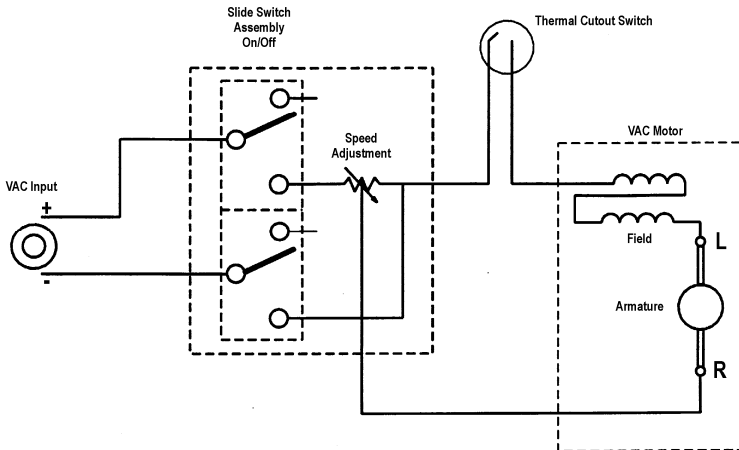 Slide Switch
Assembly
On/Off
Thermal Cutout Switch
Speed
Adjustment
VAC Motor
VAC Input
+
-
Field
L
Armature
R